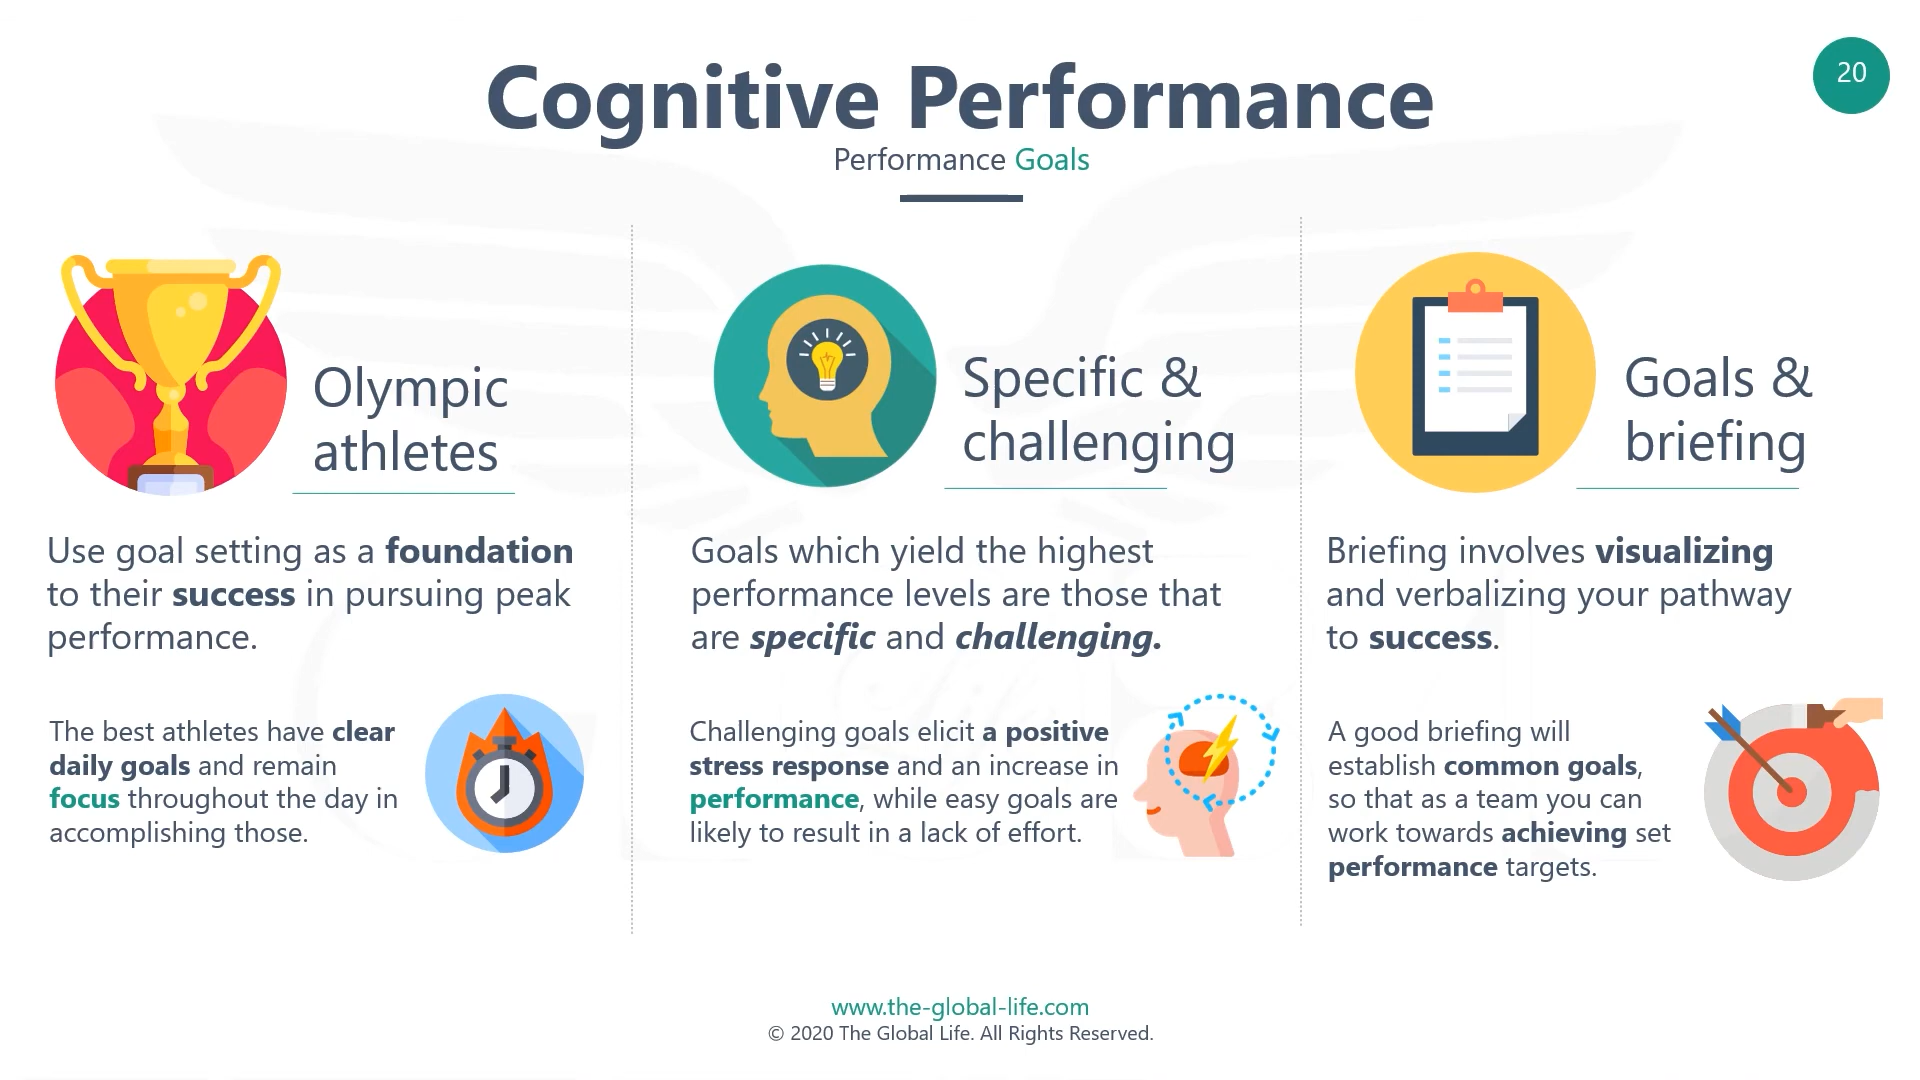 Cognitive Performance
20
Performance Goals
Olympic
athletes
Use goal setting as a foundation
to their success in pursuing peak
performance.
The best athletes have clear
daily goals and remain
focus throughout the day in
accomplishing those.
Specific &
challenging
Goals which yield the highest
performance levels are those that
are specific and challenging.
Challenging goals elicit a positive
stress response and an increase in
performance, while easy goals are
likely to result in a lack of effort.
Goals &
briefing
Briefing involves visualizing
and verbalizing your pathway
to success.
A good briefing will
establish common goals,
so that as a team you can
work towards achieving set
performance targets.
www.the-global-life.com
© 2020 The Global Life. All Rights Reserved.